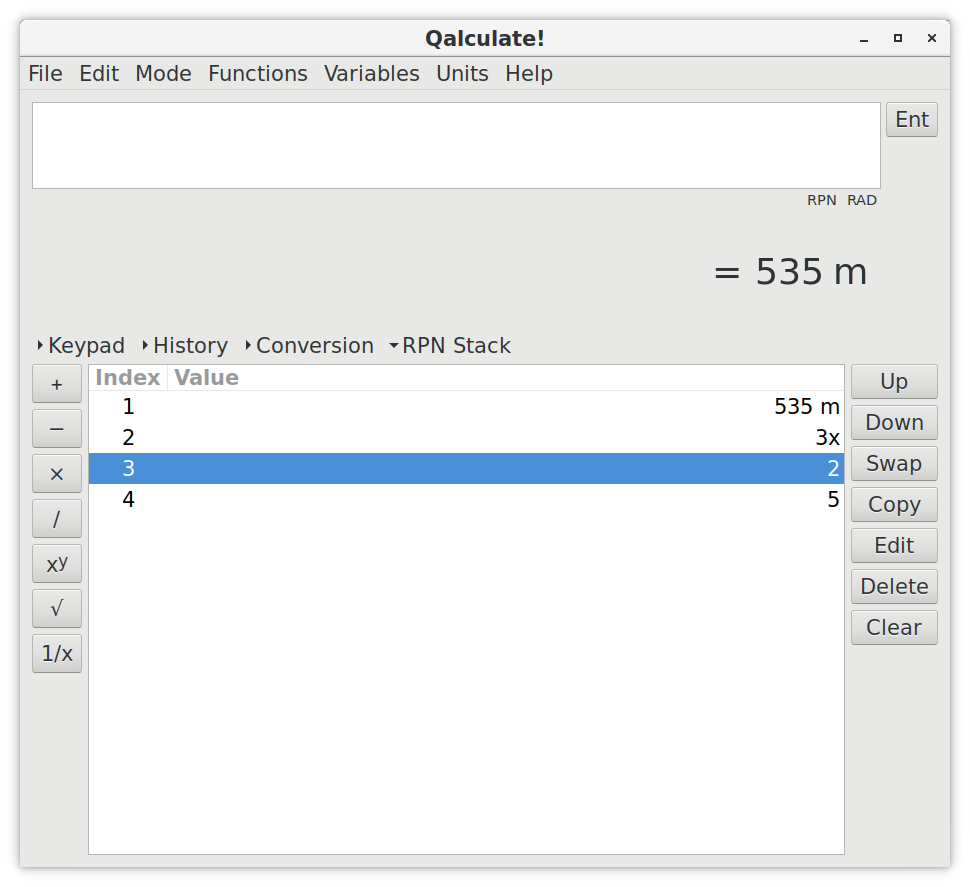 Qalculate!
File Edit Mode Functions Variables Units Help
Ent
RPN RAD
= 535 m
Keypad History Conversion RPN Stack
Index Value
1 535 m
2 3x
3 2
4 5
+
−
×
/
xʸ
√
1/x
Up
Down
Swap
Copy
Edit
Delete
Clear